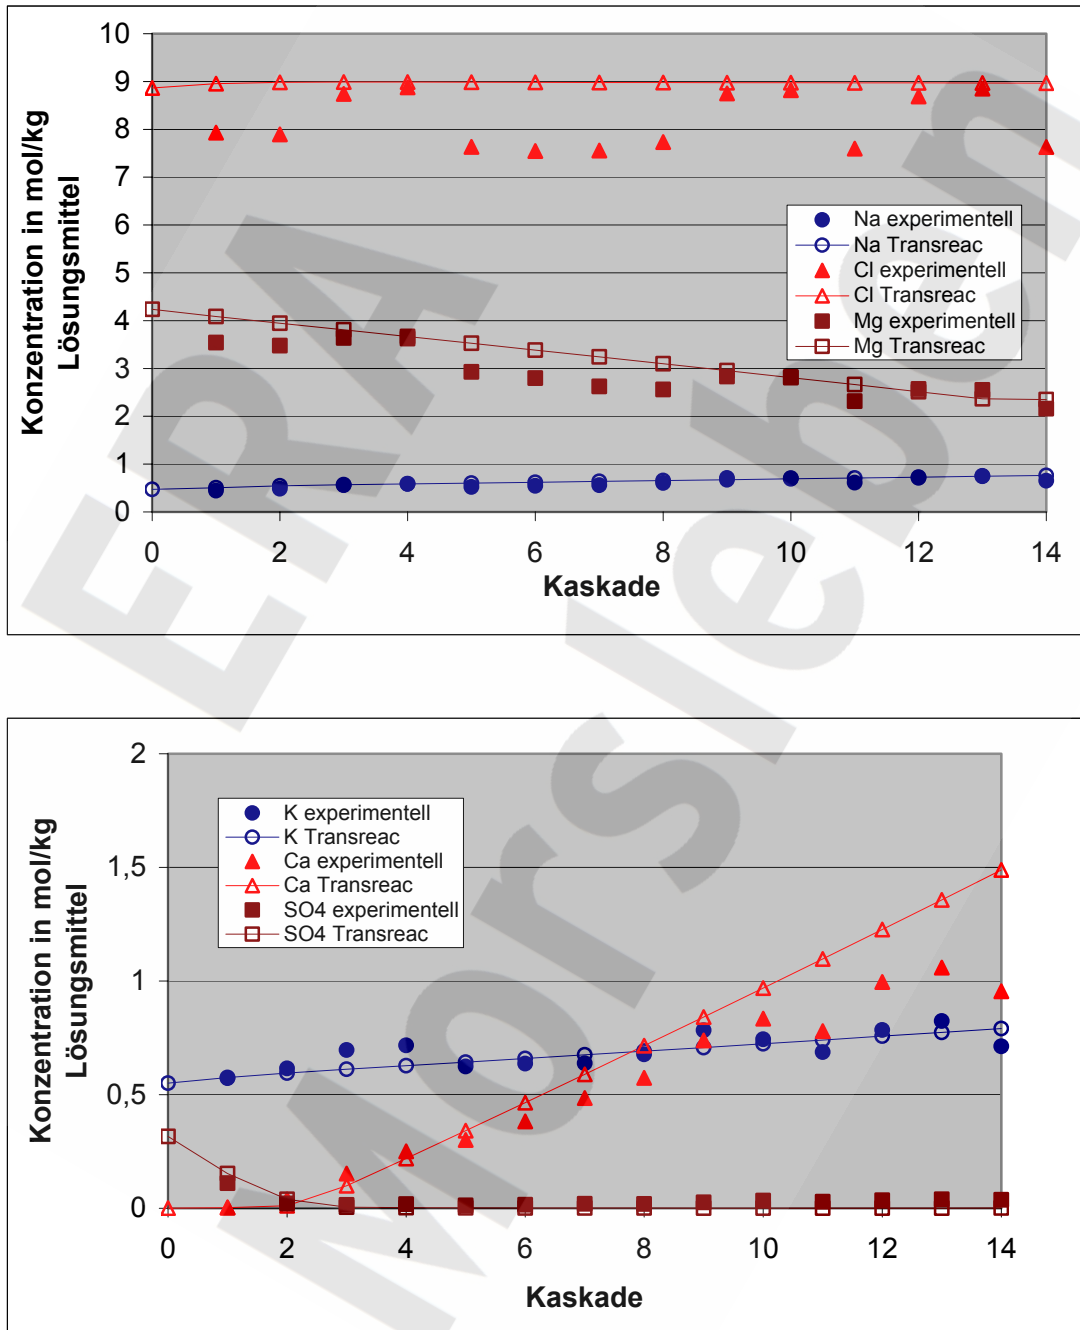 10
9
8
7
6
5
4
3
2
1
0
Konzentration in mol/kg
Lösungsmittel
Na experimentell
Na Transreac
Cl experimentell
Cl Transreac
Mg experimentell
Mg Transreac
0 2 4 6 8 10 12 14
Kaskade
2
1,5
1
0,5
0
Konzentration in mol/kg
Lösungsmittel
K experimentell
K Transreac
Ca experimentell
Ca Transreac
SO4 experimentell
SO4 Transreac
0 2 4 6 8 10 12 14
Kaskade
ERA
Morsleben